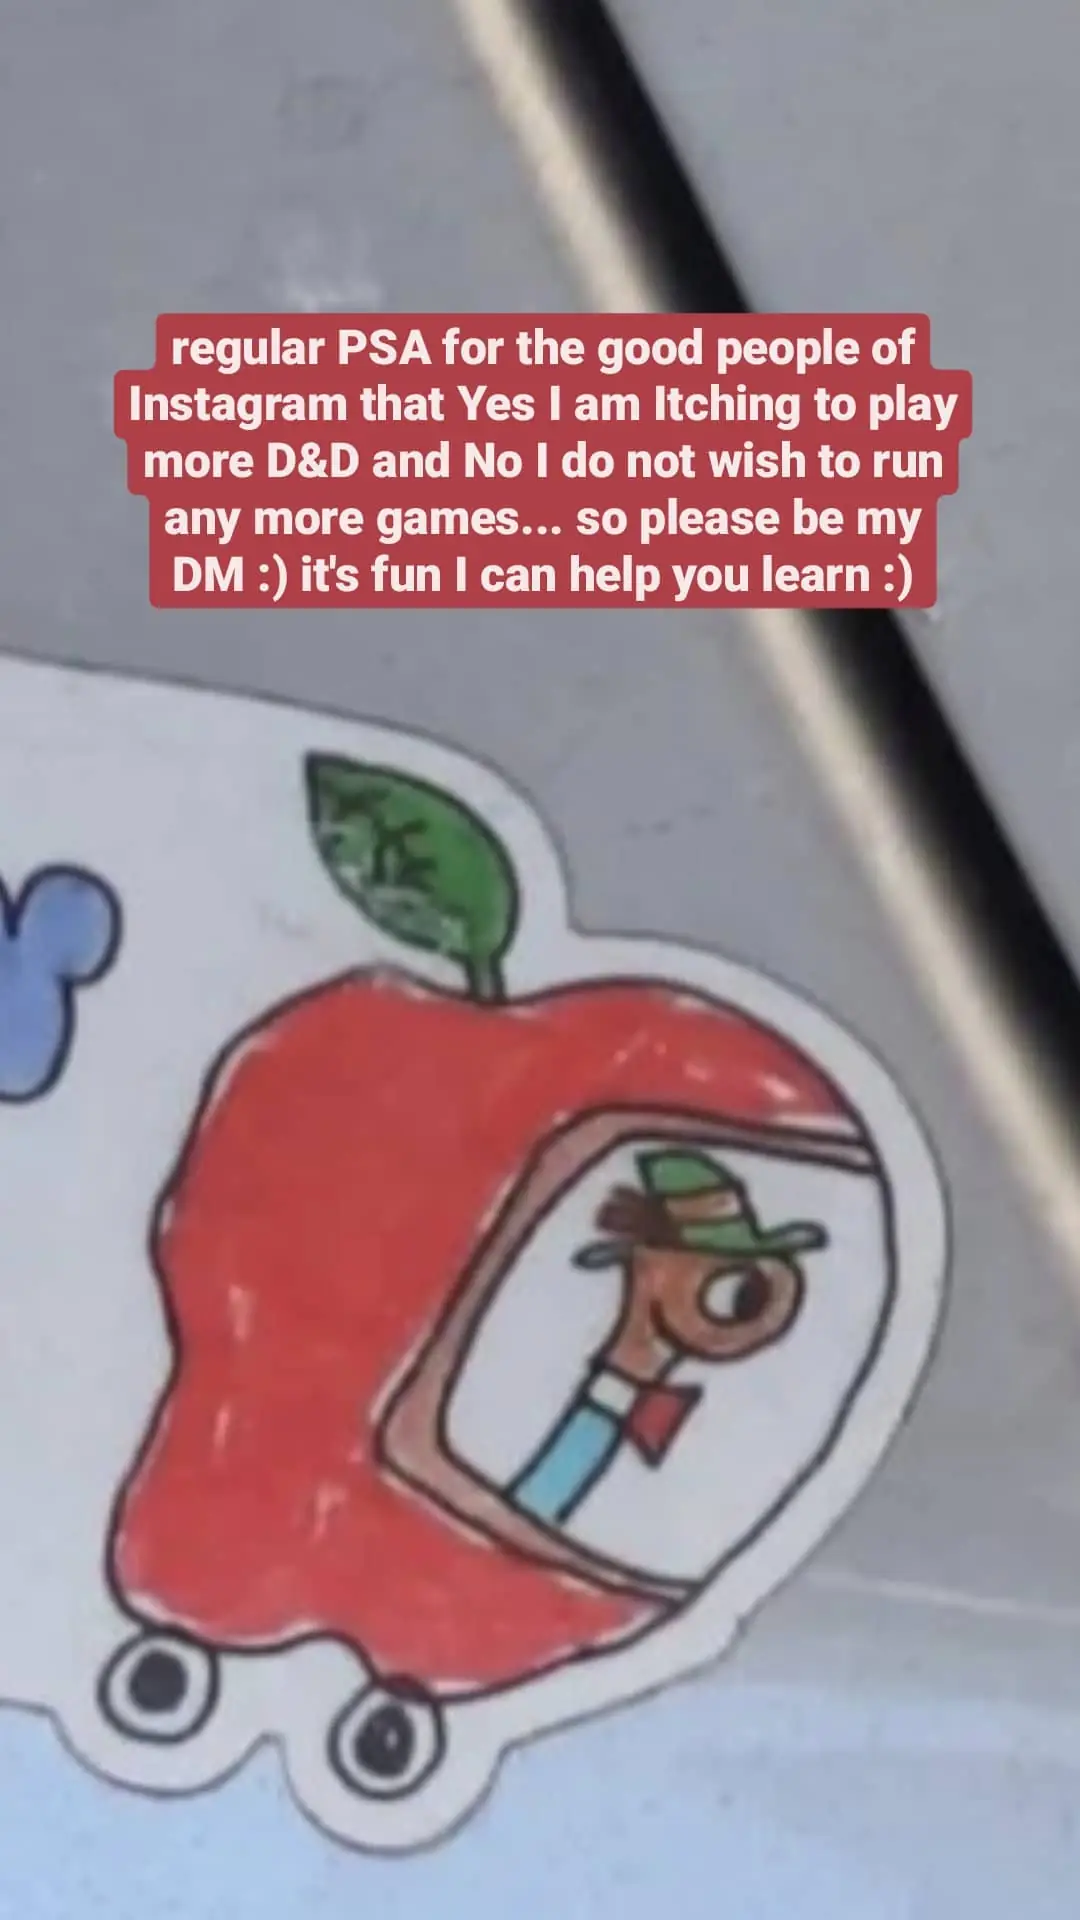 regular PSA for the good people of
Instagram that Yes I am Itching to play
more D&D and No I do not wish to run
any more games... so please be my
DM :) it's fun I can help you learn :)